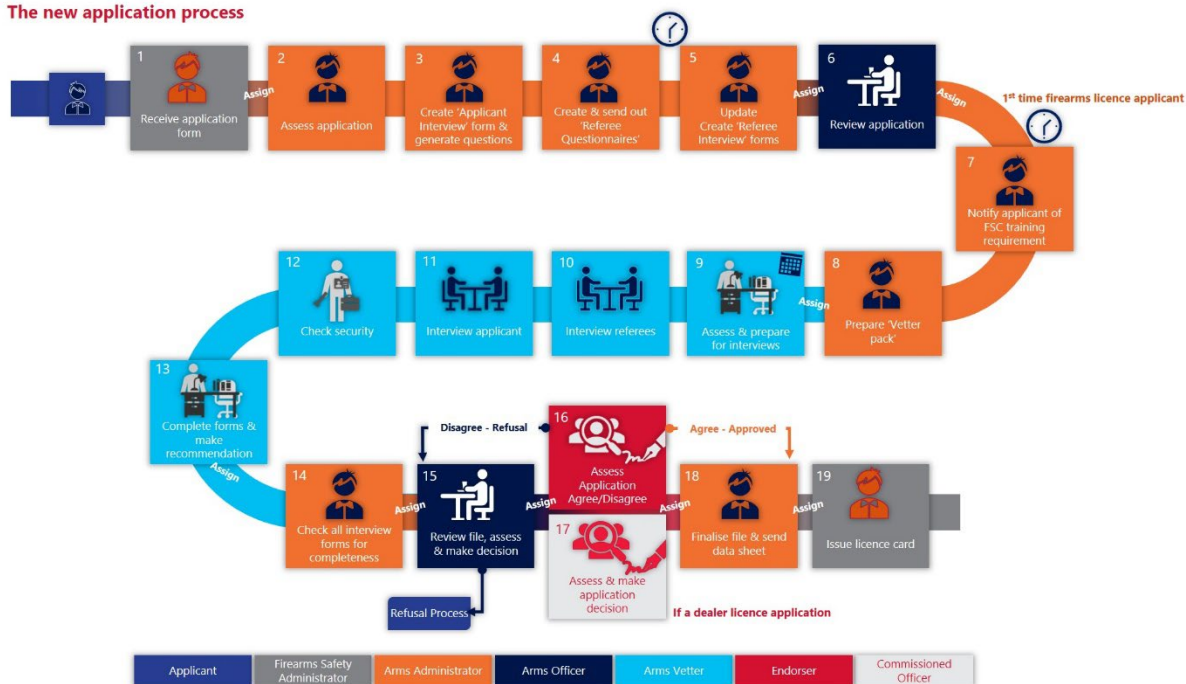 The new application process
1
Receive application
form
Assign
2
Assess application
3
Create 'Applicant
Interview' form &
generate questions
4
Create & send out
'Referee
Questionnaires'
5
Update
Create 'Referee
Interview' forms
Assign
6
Review application
Assign
1st time firearms licence applicant
7
Notify applicant of
FSC training
requirement
8
Prepare 'Vetter
pack'
Assign
9
Assess & prepare
for interviews
10
Interview referees
11
Interview applicant
12
Check security
13
Complete forms &
make
recommendation
Assign
14
Check all interview
forms for
completeness
Assign
Disagree - Refusal
15
Review file, assess
& make decision
Refusal Process
Assign
16
Assess
Application
Agree/Disagree
17
Assess & make
application
decision
If a dealer licence application
Agree - Approved
Assign
18
Finalise file & send
data sheet
Assign
19
Issue licence card
Applicant
Firearms Safety
Administrator
Arms Administrator
Arms Officer
Arms Vetter
Endorser
Commissioned
Officer